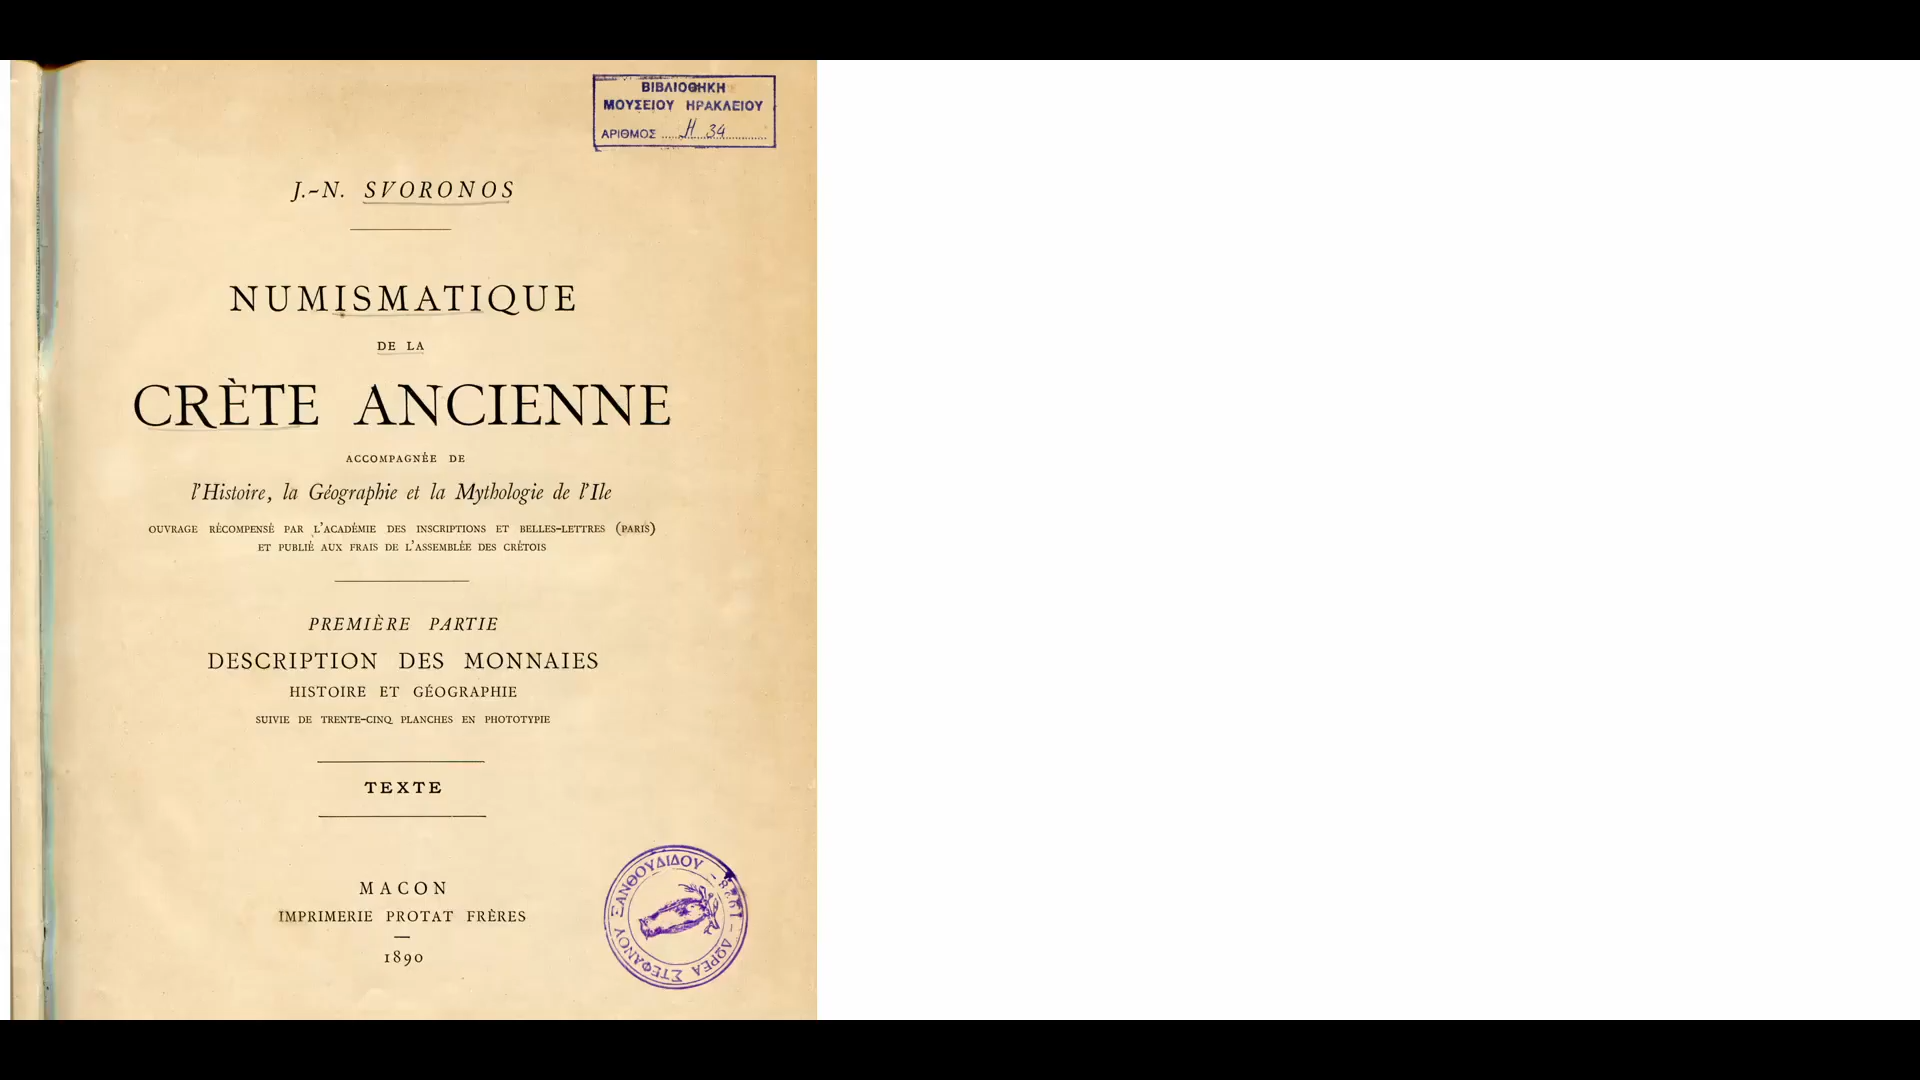 ΒΙΒΛΙΟΘΗΚΗ
ΜΟΥΣΕΙΟΥ ΗΡΑΚΛΕΙΟΥ
ΑΡΙΘΜΟΣ ..... H 34 .....
J.-N. SVORONOS
NUMISMATIQUE
DE LA
CRÈTE ANCIENNE
ACCOMPAGNÉE DE
l'Histoire, la Géographie et la Mythologie de l'Ile
OUVRAGE RÉCOMPENSÉ PAR L'ACADÉMIE DES INSCRIPTIONS ET BELLES-LETTRES (PARIS)
ET PUBLIÉ AUX FRAIS DE L'ASSEMBLÉE DES CRÉTOIS
PREMIÈRE PARTIE
DESCRIPTION DES MONNAIES
HISTOIRE ET GÉOGRAPHIE
SUIVIE DE TRENTE-CINQ PLANCHES EN PHOTOTYPIE
TEXTE
MACON
IMPRIMERIE PROTAT FRÈRES
1890
ΔΩΡΕΑ ΣΤΕΦΑΝΟΥ ΞΑΝΘΟΥΔΙΔΟΥ